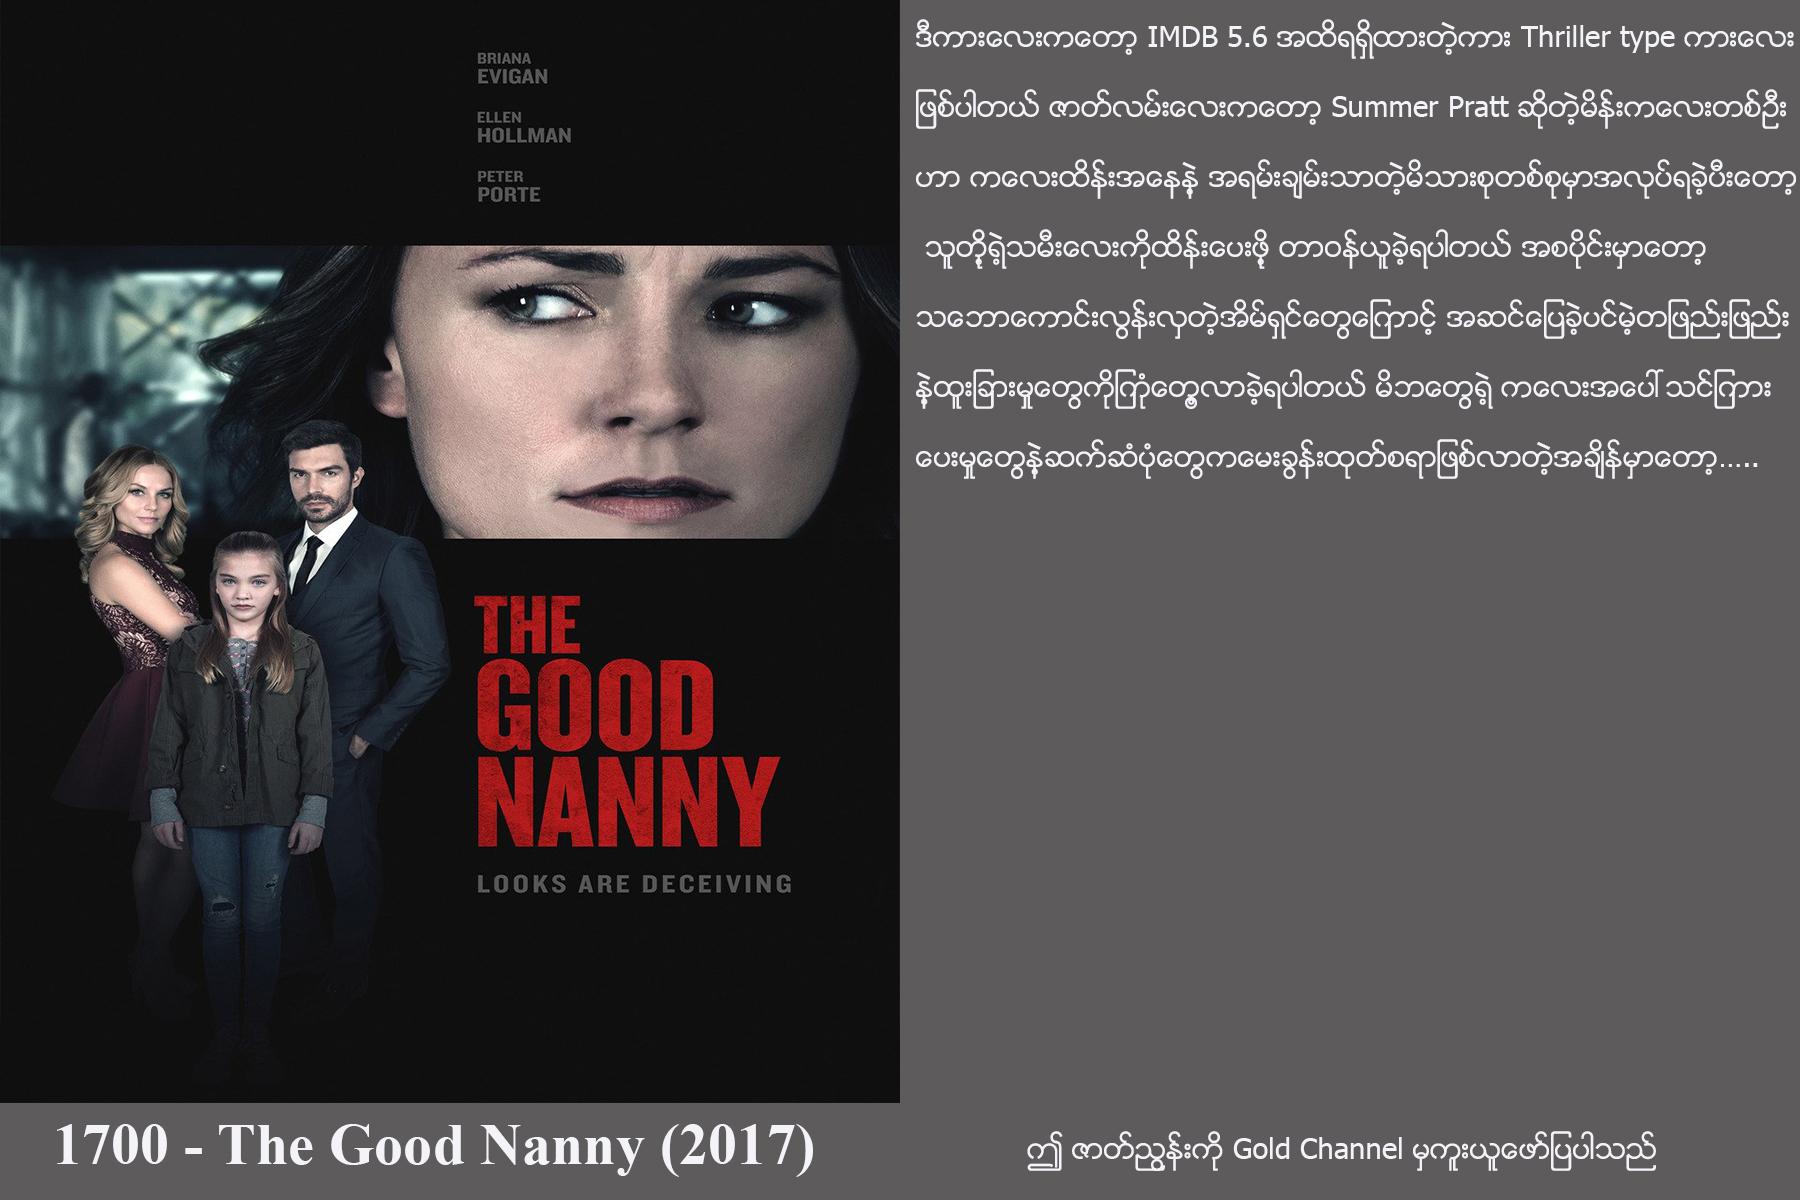 BRIANA
EVIGAN
ELLEN
HOLLMAN
PETER
PORTE
THE
GOOD
NANNY
LOOKS ARE DECEIVING
1700 - The Good Nanny (2017)
ဒီကားလေးကတော့ IMDB 5.6 အထိရရှိထားတဲ့ကား Thriller type ကားလေး
ဖြစ်ပါတယ် ဇာတ်လမ်းလေးကတော့ Summer Pratt ဆိုတဲ့မိန်းကလေးတစ်ဦး
ဟာ ကလေးထိန်းအနေနဲ့ အရမ်းချမ်းသာတဲ့မိသားစုတစ်စုမှာအလုပ်ရခဲ့ပီးတော့
သူတို့ရဲ့သမီးလေးကိုထိန်းပေးဖို့ တာဝန်ယူခဲ့ရပါတယ် အစပိုင်းမှာတော့
သဘောကောင်းလွန်းလှတဲ့အိမ်ရှင်တွေကြောင့် အဆင်ပြေခဲ့ပင်မဲ့တဖြည်းဖြည်း
နဲ့ထူးခြားမှုတွေကိုကြုံတွေ့လာခဲ့ရပါတယ် မိဘတွေရဲ့ ကလေးအပေါ် သင်ကြား
ပေးမှုတွေနဲ့ဆက်ဆံပုံတွေကမေးခွန်းထုတ်စရာဖြစ်လာတဲ့အချိန်မှာတော့.....
ဤ ဇာတ်ညွှန်းကို Gold Channel မှကူးယူဖော်ပြပါသည်